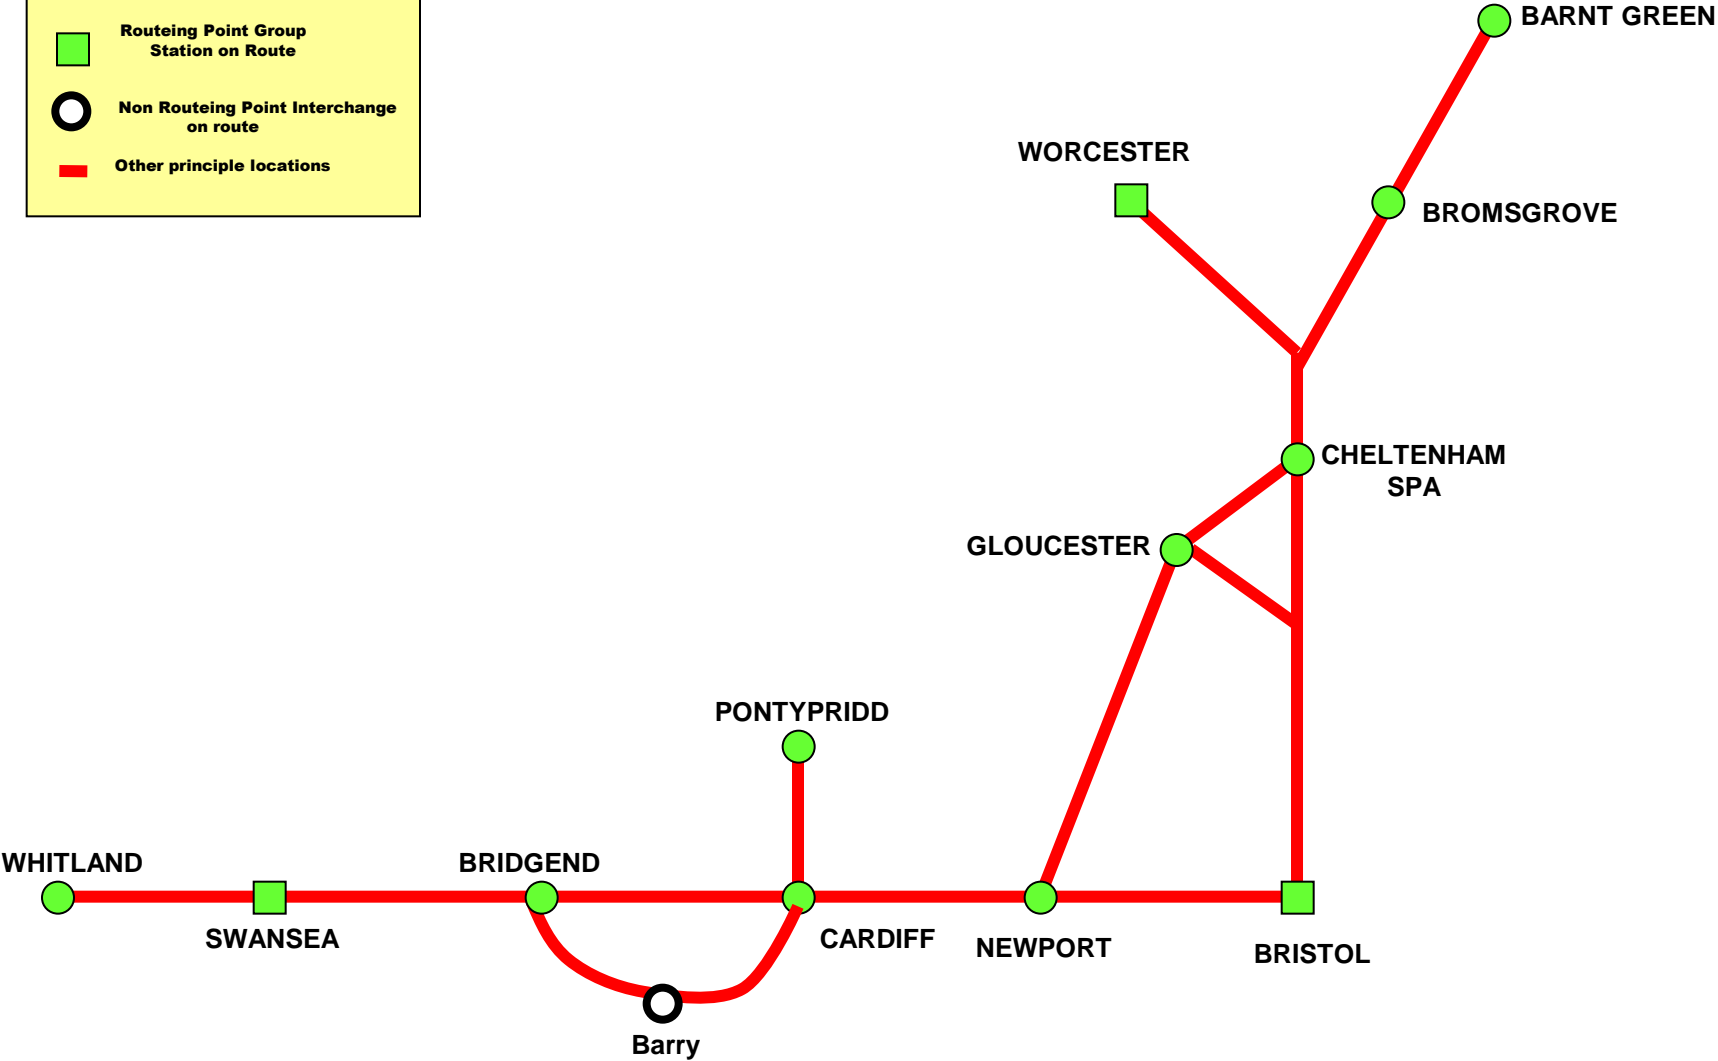 Routeing Point Group
Station on Route
Non Routeing Point Interchange
on route
Other principle locations
BARNT GREEN
WORCESTER
BROMSGROVE
CHELTENHAM
SPA
GLOUCESTER
PONTYPRIDD
WHITLAND
BRIDGEND
SWANSEA
CARDIFF
NEWPORT
BRISTOL
Barry